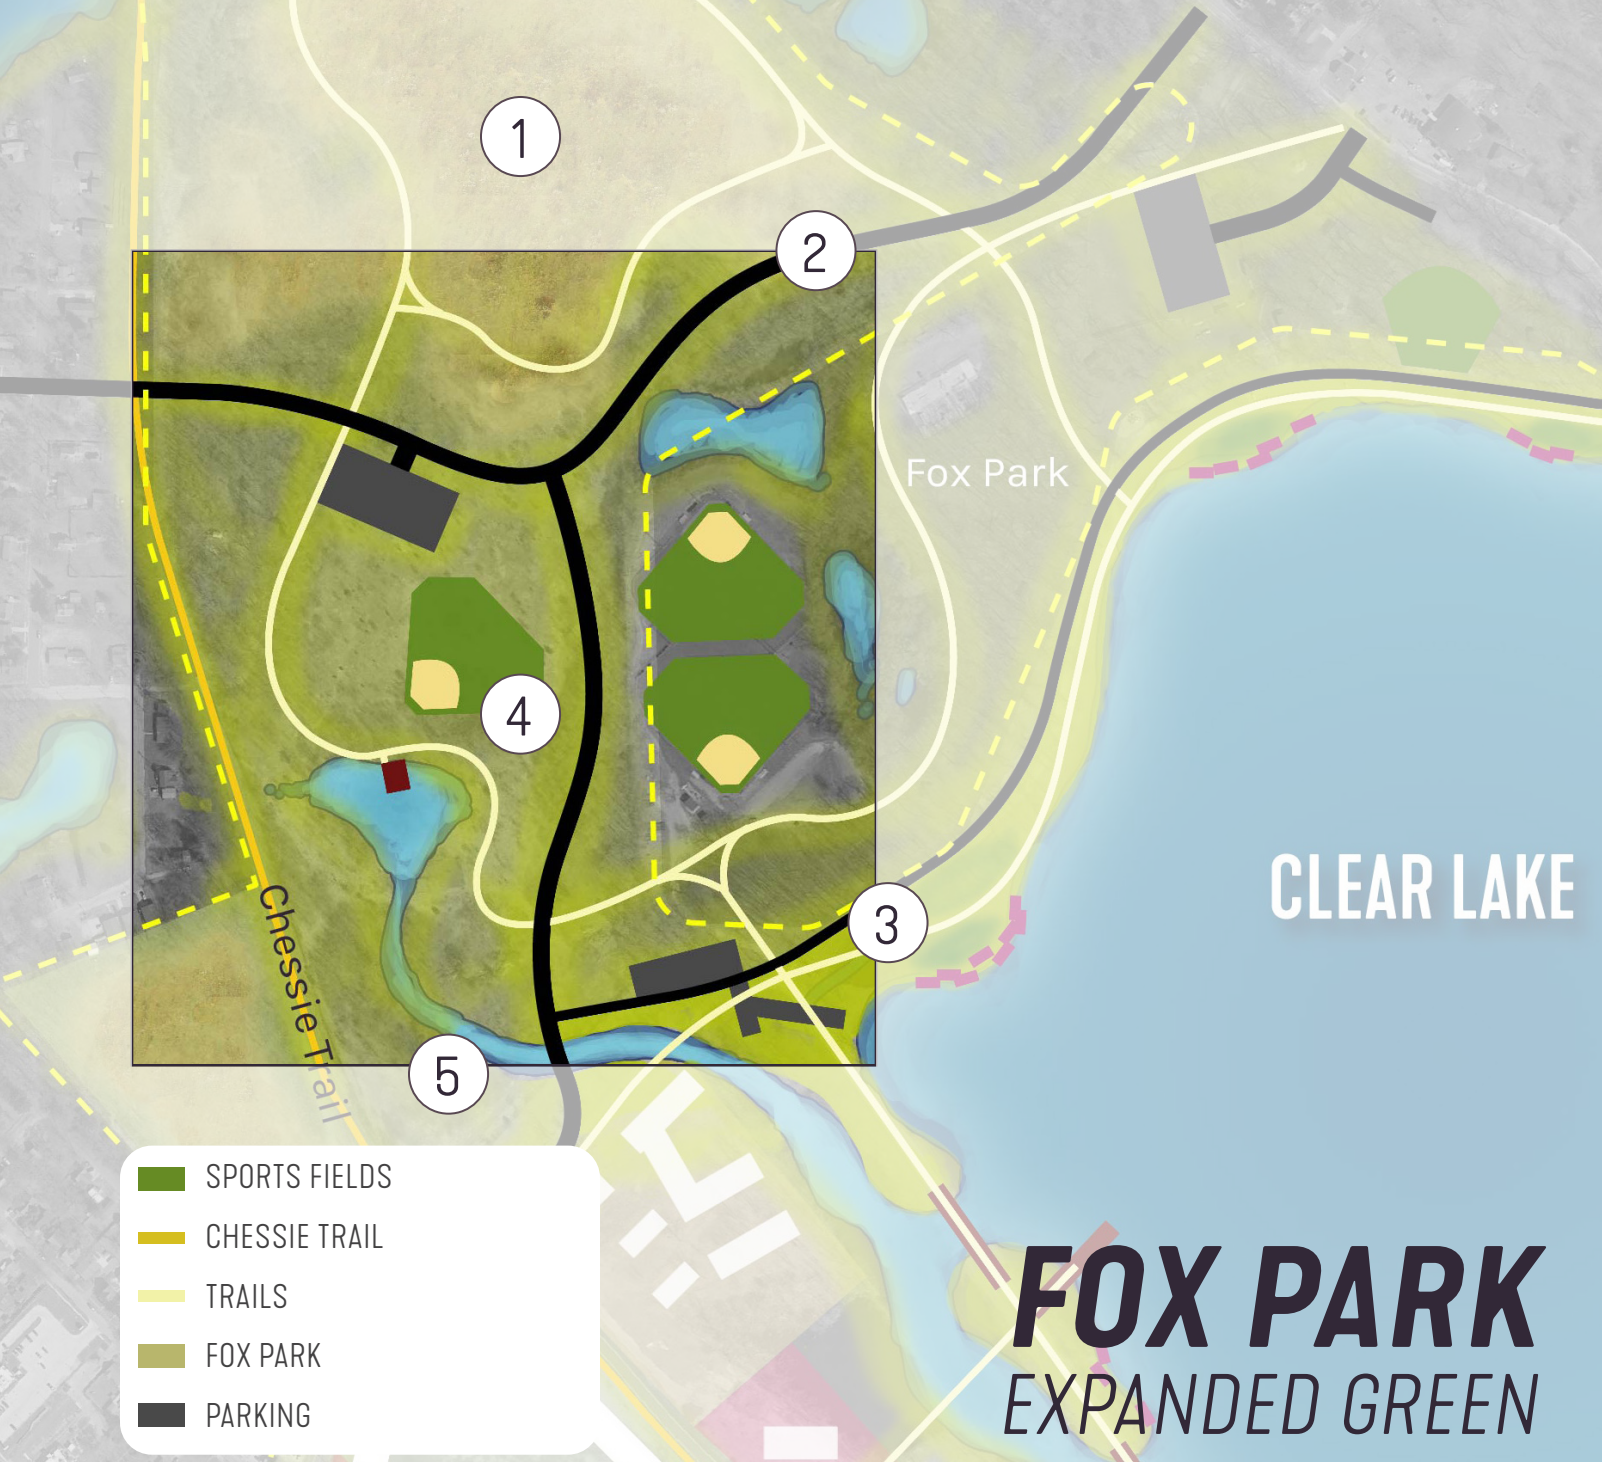 1
2
Fox Park
4
CLEAR LAKE
3
Chessie Trail
5
SPORTS FIELDS
CHESSIE TRAIL
TRAILS
FOX PARK
PARKING
FOX PARK
EXPANDED GREEN